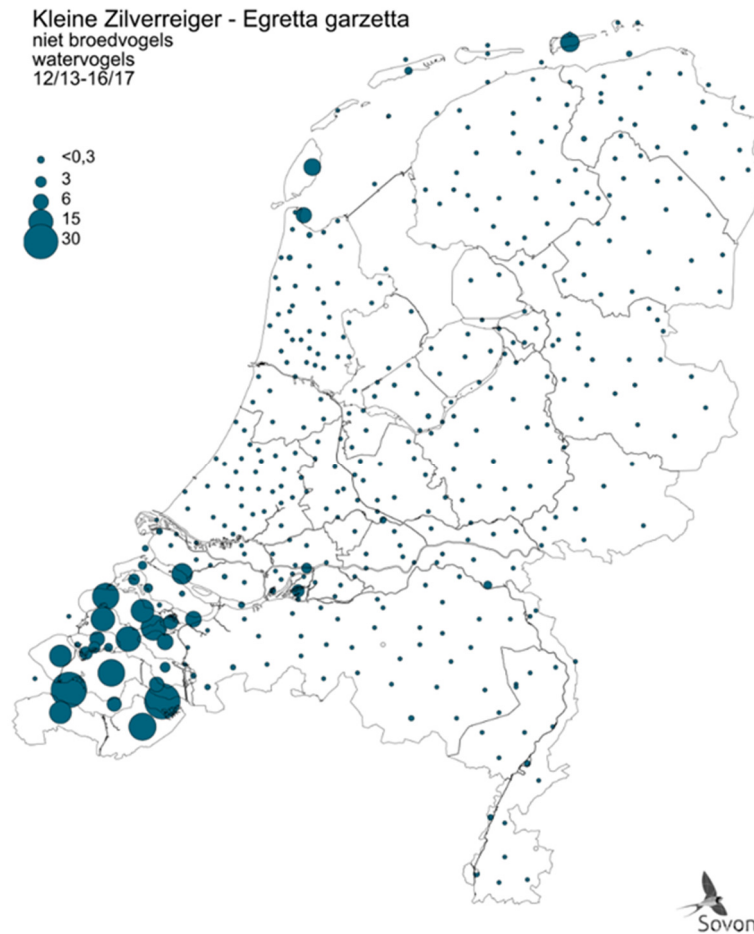 Kleine Zilverreiger - Egretta garzetta
niet broedvogels
watervogels
12/13-16/17
<0,3
3
6
15
30
Sovon